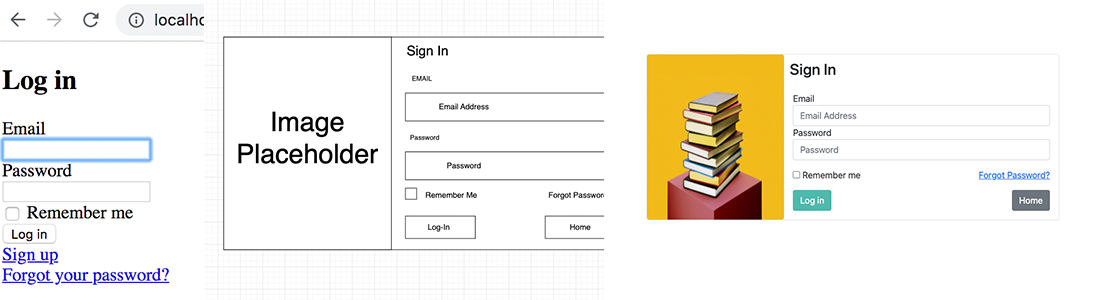 localho
Log in
Email
Password
Remember me
Log in
Sign up
Forgot your password?
Image
Placeholder
Sign In
EMAIL
Email Address
Password
Password
Remember Me
Forgot Password
Log-In
Home
Sign In
Email
Email Address
Password
Password
Remember me
Forgot Password?
Log in
Home